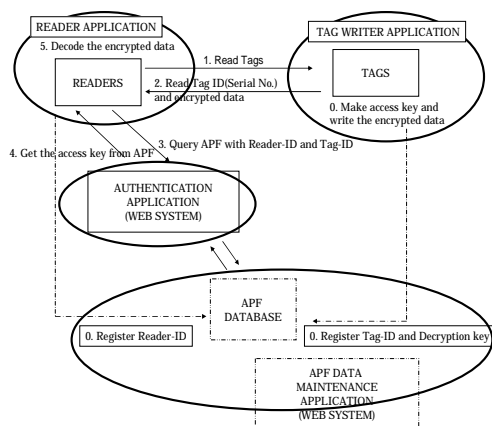 READER APPLICATION
5. Decode the encrypted data
READERS
1. Read Tags
2. Read Tag ID(Serial No.)
and encrypted data
TAG WRITER APPLICATION
TAGS
0. Make access key and
write the encrypted data
3. Query APF with Reader-ID and Tag-ID
4. Get the access key from APF
AUTHENTICATION
APPLICATION
(WEB SYSTEM)
APF
DATABASE
0. Register Reader-ID
0. Register Tag-ID and Decryption key
APF DATA
MAINTENANCE
APPLICATION
(WEB SYSTEM)